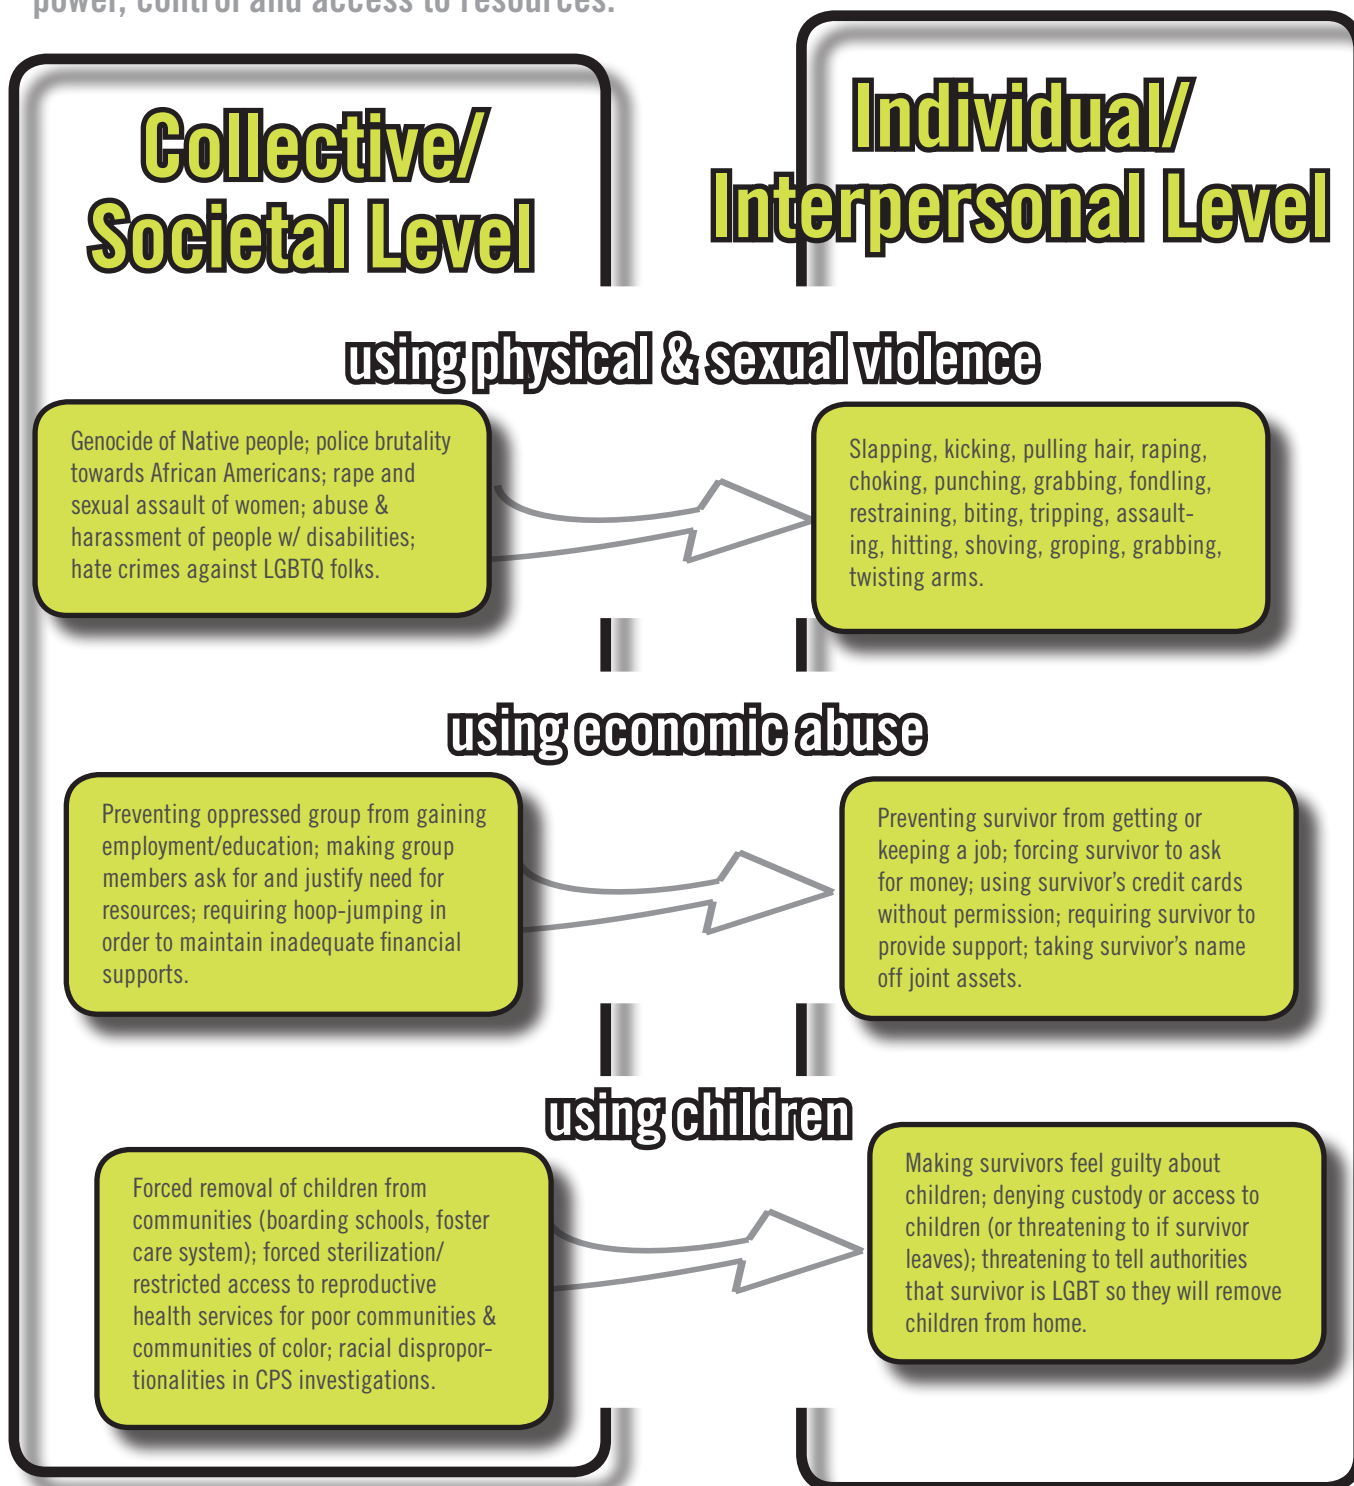 power, control and access to resources.
Collective/
Societal Level
Individual/
Interpersonal Level
using physical & sexual violence
Genocide of Native people; police brutality
towards African Americans; rape and
sexual assault of women; abuse &
harassment of people w/ disabilities;
hate crimes against LGBTQ folks.
Slapping, kicking, pulling hair, raping,
choking, punching, grabbing, fondling,
restraining, biting, tripping, assault-
ing, hitting, shoving, groping, grabbing,
twisting arms.
using economic abuse
Preventing oppressed group from gaining
employment/education; making group
members ask for and justify need for
resources; requiring hoop-jumping in
order to maintain inadequate financial
supports.
Preventing survivor from getting or
keeping a job; forcing survivor to ask
for money; using survivor’s credit cards
without permission; requiring survivor to
provide support; taking survivor’s name
off joint assets.
using children
Forced removal of children from
communities (boarding schools, foster
care system); forced sterilization/
restricted access to reproductive
health services for poor communities &
communities of color; racial dispropor-
tionalities in CPS investigations.
Making survivors feel guilty about
children; denying custody or access to
children (or threatening to if survivor
leaves); threatening to tell authorities
that survivor is LGBT so they will remove
children from home.